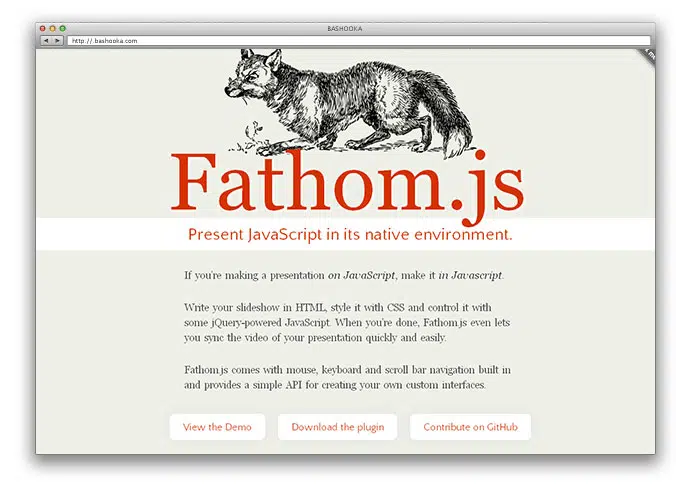 BASHOOKA
http://.bashooka.com
Fathom.js
Present JavaScript in its native environment.
If you're making a presentation on JavaScript, make it in Javascript.
Write your slideshow in HTML, style it with CSS and control it with
some jQuery-powered JavaScript. When you're done, Fathom.js even lets
you sync the video of your presentation quickly and easily.
Fathom.js comes with mouse, keyboard and scroll bar navigation built in
and provides a simple API for creating your own custom interfaces.
View the Demo
Download the plugin
Contribute on GitHub